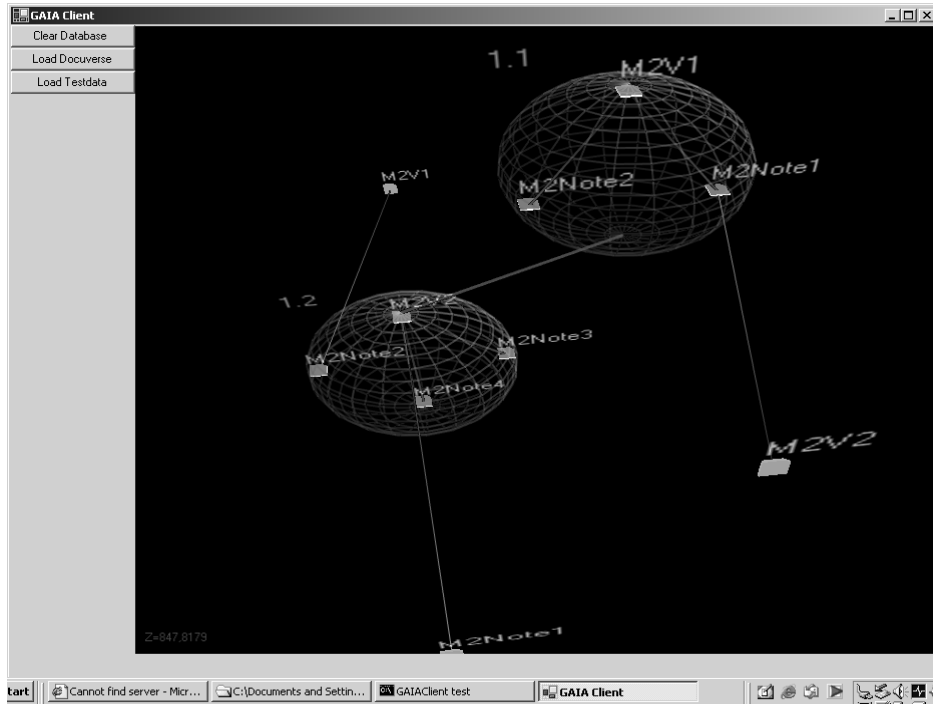 GAIA Client
Clear Database
Load Docuverse
Load Testdata
1.1
M2V1
M2Note2
M2Note1
M2V1
1.2
M2V2
M2Note2
M2Note3
M2Note4
M2V2
M2Note1
Z=847,8179
tart
Cannot find server - Micr...
C:\Documents and Settin...
GAIAClient test
GAIA Client